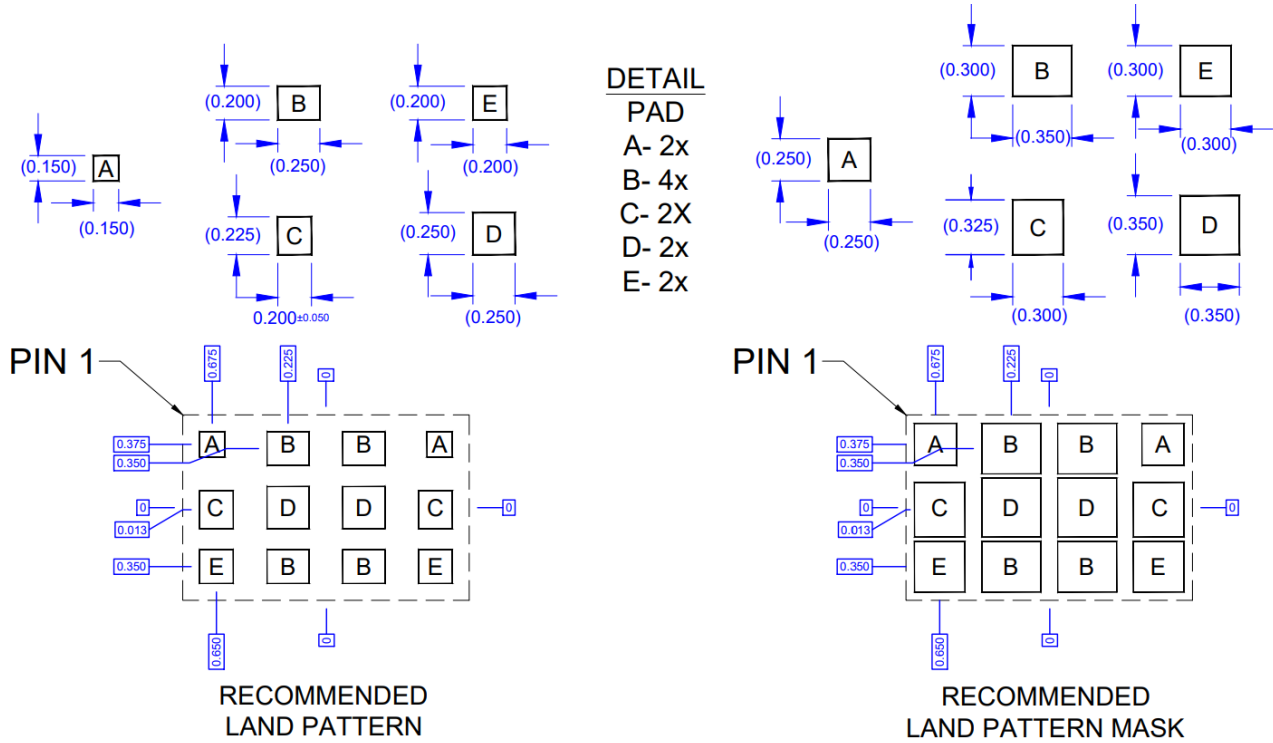 (0.200)
B
(0.250)
(0.200)
E
(0.200)
(0.150)
A
(0.150)
(0.225)
C
0.200±0.050
(0.250)
D
(0.250)
DETAIL
PAD
A- 2x
B- 4x
C- 2X
D- 2x
E- 2x
(0.300)
B
(0.350)
(0.300)
E
(0.300)
(0.250)
A
(0.250)
(0.325)
C
(0.300)
(0.350)
D
(0.350)
PIN 1
0.675
0.225
0
0.375
0.350
A B B A
0
0.013
C D D C
0
0.350
E B B E
0.650
0
RECOMMENDED
LAND PATTERN
PIN 1
0.675
0.225
0
0.375
0.350
A B B A
0
0.013
C D D C
0
0.350
E B B E
0.650
0
RECOMMENDED
LAND PATTERN MASK